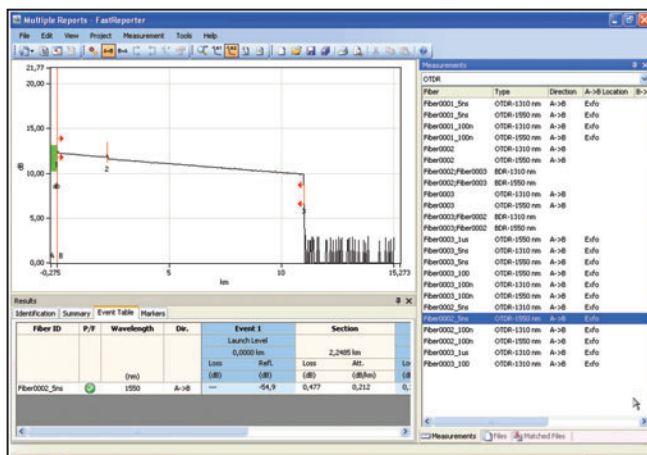 Multiple Reports - FastReporter
File Edit View Project Measurement Tools Help
21,77
15,00
10,00
5,00
0,00
dB
2
3
A B
-0,275 5 10 15,273
km
Results
Identification Summary Event Table Markers
Fiber ID P/F Wavelength Dir. Event 1 Section
Launch Level
0,0000 km 2,2485 km
Loss Refl. Loss Att.
(nm) (dB) (dB) (dB) (dB/km)
Fiber0002_5ns 1550 A->B --- -54,9 0,477 0,212
Measurements
OTDR
Fiber Type Direction A->B Location B->
Fiber0001_5ns OTDR-1310 nm A->B Exfo
Fiber0001_5ns OTDR-1550 nm A->B Exfo
Fiber0001_100n OTDR-1310 nm A->B Exfo
Fiber0001_100n OTDR-1550 nm A->B Exfo
Fiber0002 OTDR-1310 nm A->B
Fiber0002 OTDR-1550 nm A->B
Fiber0002;Fiber0003 BDR-1310 nm
Fiber0002;Fiber0003 BDR-1550 nm
Fiber0003 OTDR-1310 nm A->B
Fiber0003 OTDR-1550 nm A->B
Fiber0003;Fiber0002 BDR-1310 nm
Fiber0003;Fiber0002 BDR-1550 nm
Fiber0003_1us OTDR-1550 nm A->B Exfo
Fiber0003_5ns OTDR-1310 nm A->B Exfo
Fiber0003_5ns OTDR-1550 nm A->B Exfo
Fiber0003_100 OTDR-1550 nm A->B Exfo
Fiber0003_100n OTDR-1310 nm A->B Exfo
Fiber0003_100n OTDR-1550 nm A->B Exfo
Fiber0002_5ns OTDR-1310 nm A->B Exfo
Fiber0002_5ns OTDR-1550 nm A->B Exfo
Fiber0002_100n OTDR-1310 nm A->B Exfo
Fiber0002_100n OTDR-1550 nm A->B Exfo
Fiber0003_1us OTDR-1310 nm A->B Exfo
Fiber0003_100 OTDR-1310 nm A->B Exfo
Measurements Files Matched Files